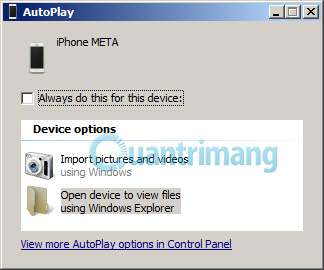 AutoPlay
iPhone META
Always do this for this device:
Device options
Import pictures and videos
using Windows
Open device to view files
using Windows Explorer
View more AutoPlay options in Control Panel
Quantrimang